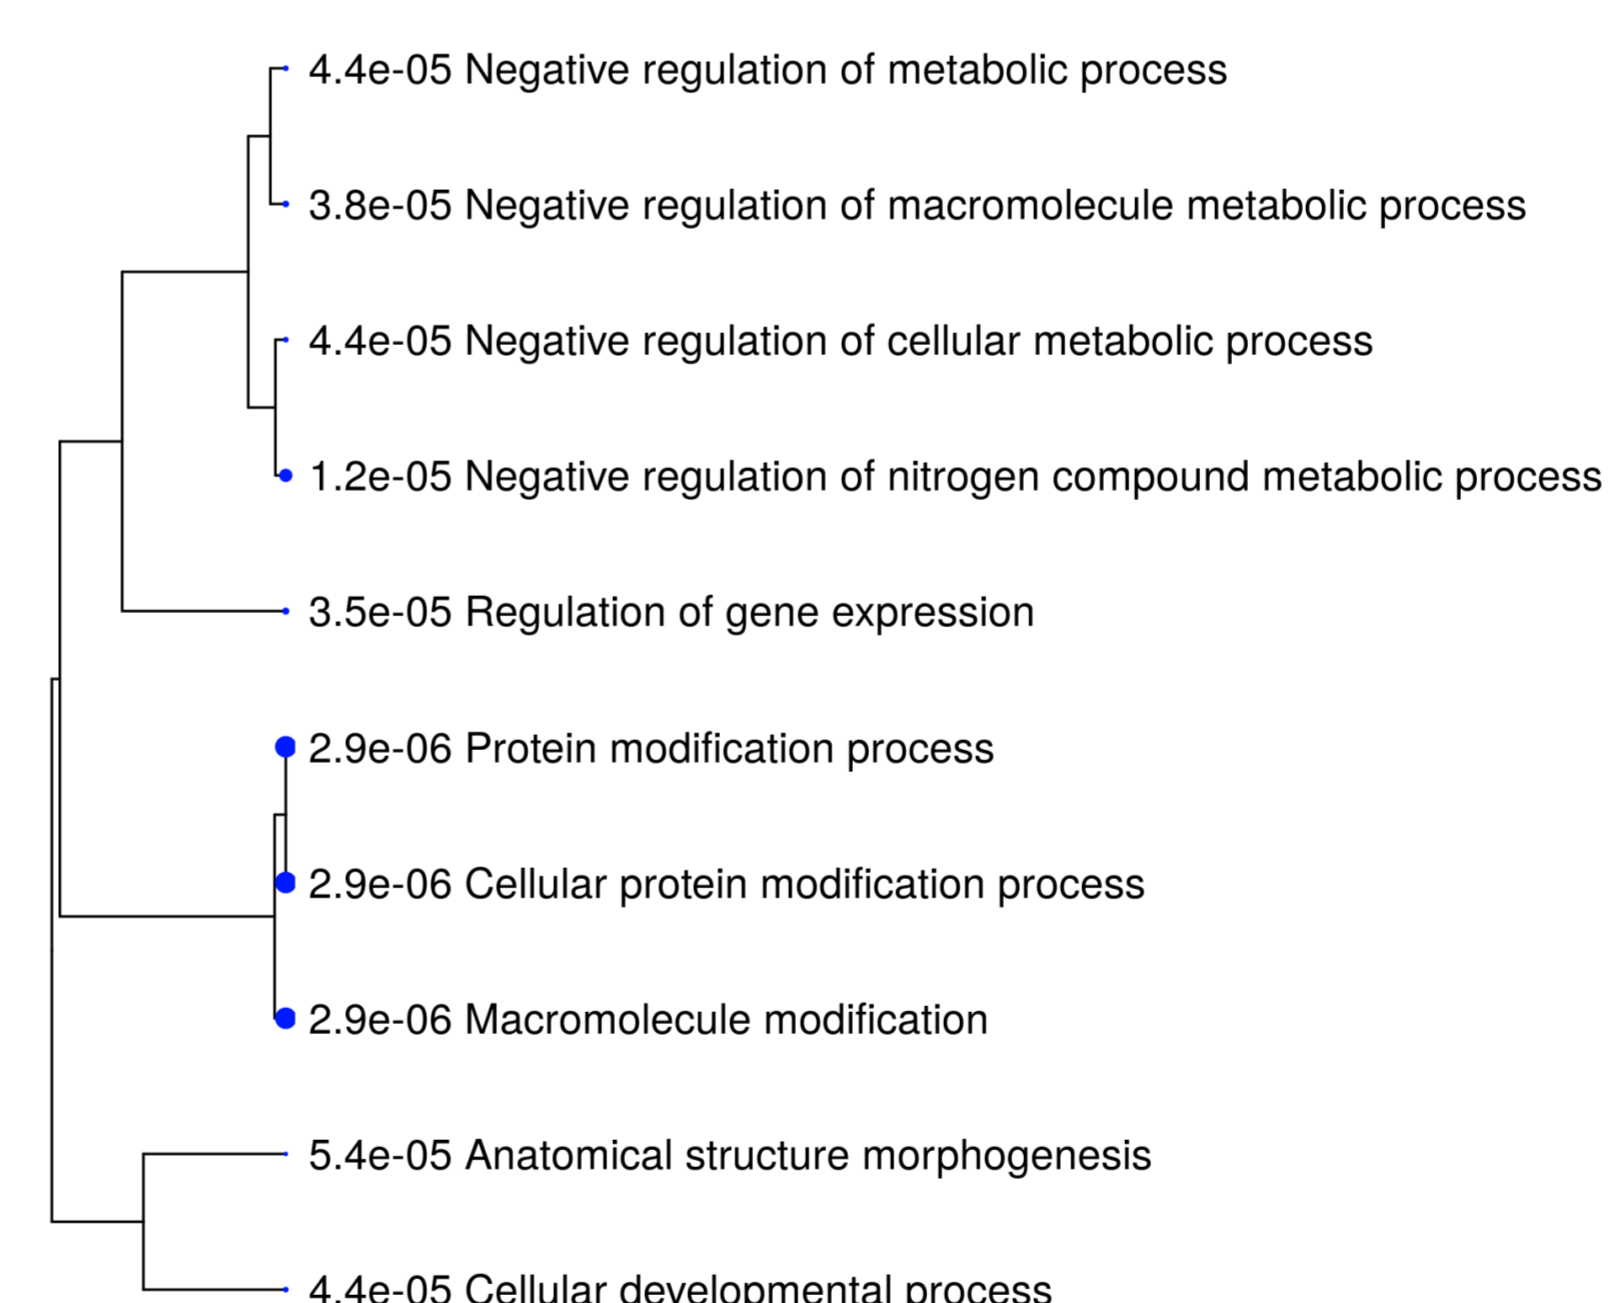 4.4e-05 Negative regulation of metabolic process
3.8e-05 Negative regulation of macromolecule metabolic process
4.4e-05 Negative regulation of cellular metabolic process
1.2e-05 Negative regulation of nitrogen compound metabolic process
3.5e-05 Regulation of gene expression
2.9e-06 Protein modification process
2.9e-06 Cellular protein modification process
2.9e-06 Macromolecule modification
5.4e-05 Anatomical structure morphogenesis
4.4e-05 Cellular developmental process